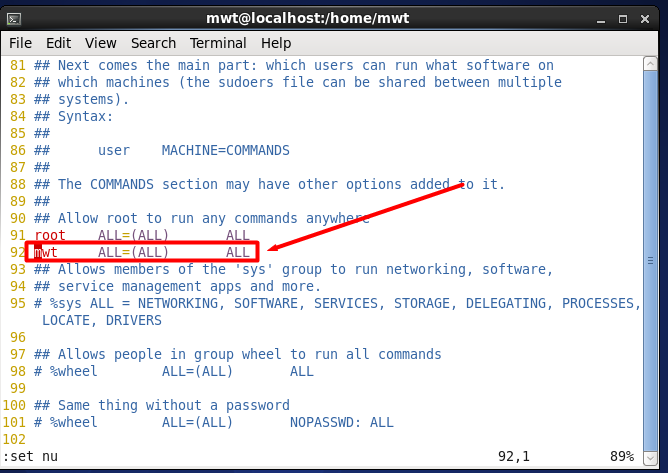 mwt@localhost:/home/mwt
File Edit View Search Terminal Help
81 ## Next comes the main part: which users can run what software on
82 ## which machines (the sudoers file can be shared between multiple
83 ## systems).
84 ## Syntax:
85 ##
86 ##      user    MACHINE=COMMANDS
87 ##
88 ## The COMMANDS section may have other options added to it.
89 ##
90 ## Allow root to run any commands anywhere
91 root    ALL=(ALL)       ALL
92 mwt     ALL=(ALL)       ALL
93 ## Allows members of the 'sys' group to run networking, software,
94 ## service management apps and more.
95 # %sys ALL = NETWORKING, SOFTWARE, SERVICES, STORAGE, DELEGATING, PROCESSES,
LOCATE, DRIVERS
96
97 ## Allows people in group wheel to run all commands
98 # %wheel        ALL=(ALL)       ALL
99
100 ## Same thing without a password
101 # %wheel        ALL=(ALL)       NOPASSWD: ALL
102
:set nu 92,1 89%